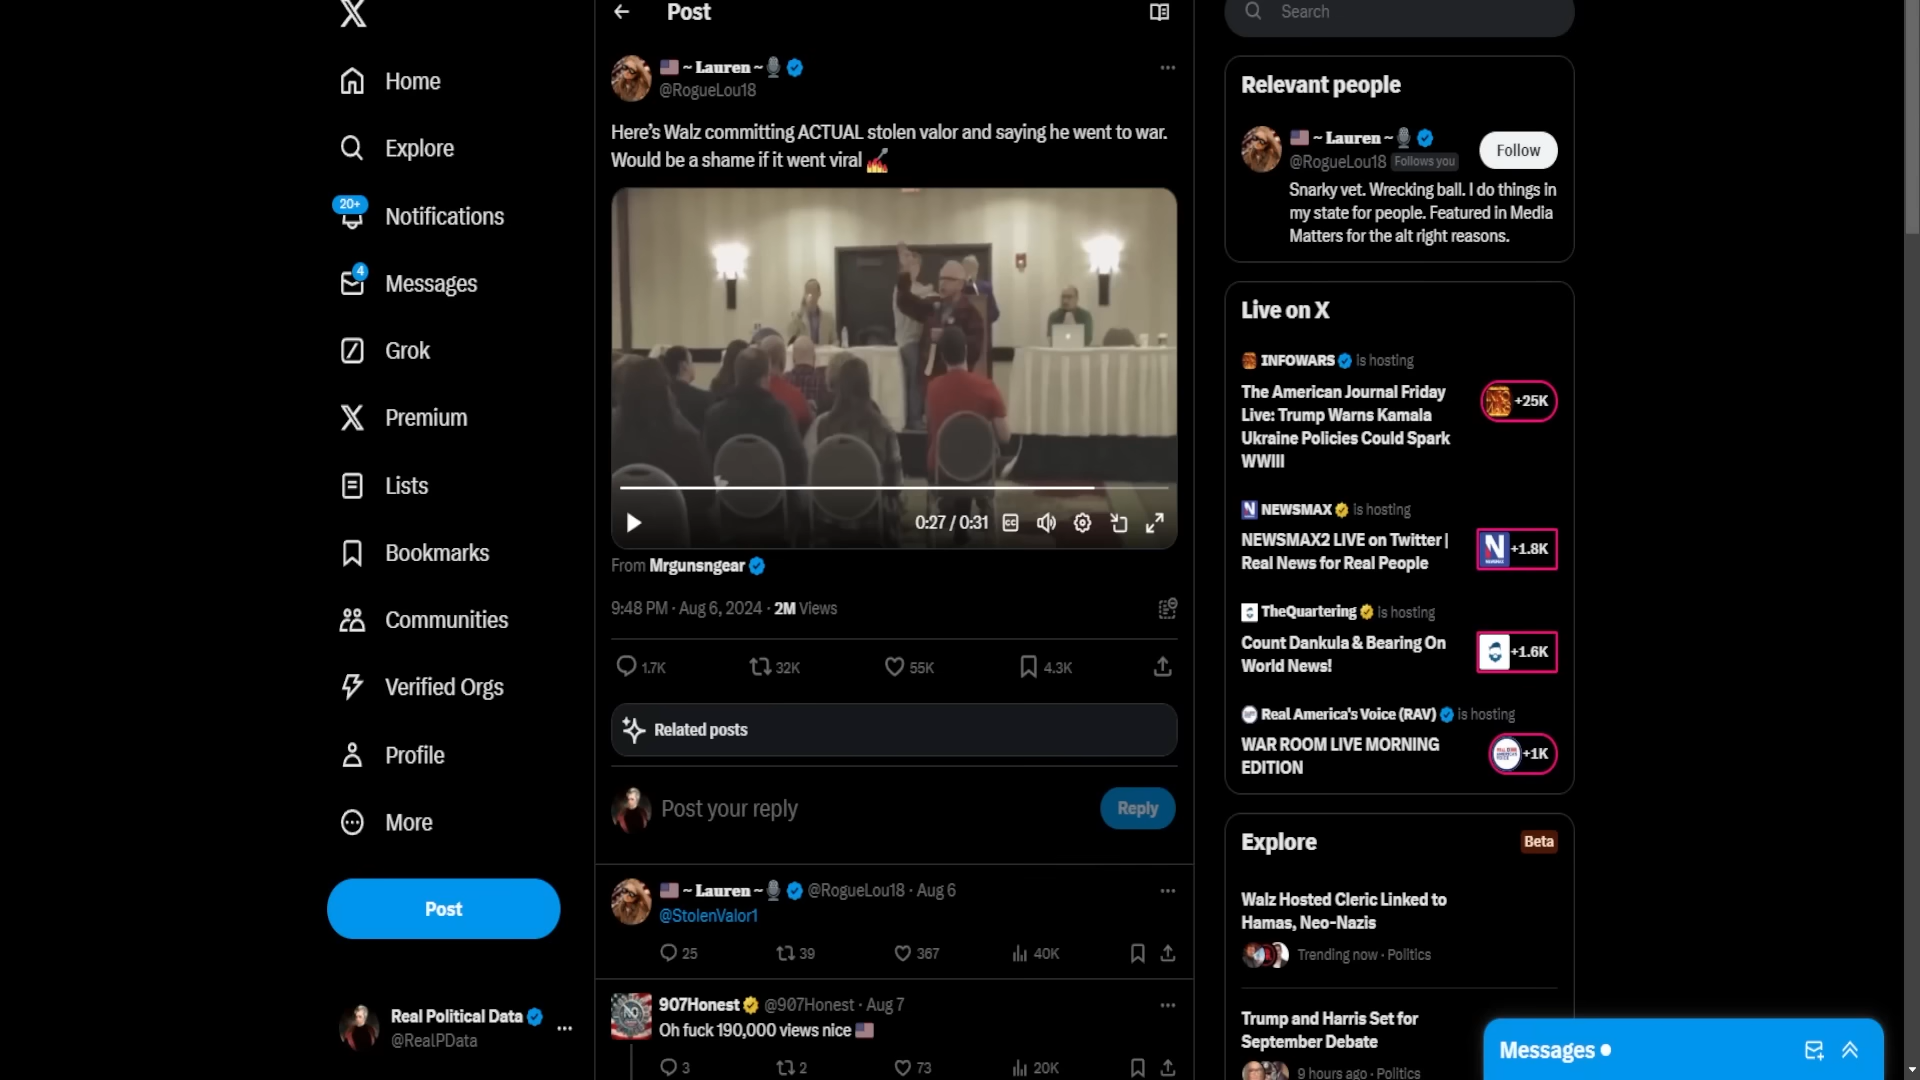 Home
Explore
20+
Notifications
4
Messages
Grok
Premium
Lists
Bookmarks
Communities
Verified Orgs
Profile
More
Post
Real Political Data
@RealPData
Post
~ Lauren ~
@RogueLou18
Here's Walz committing ACTUAL stolen valor and saying he went to war.
Would be a shame if it went viral
0:27 / 0:31
CC
From Mrgunsngear
9:48 PM · Aug 6, 2024 · 2M Views
1.7K 32K 55K 4.3K
Related posts
Post your reply
Reply
~ Lauren ~ @RogueLou18 · Aug 6
@StolenValor1
25 39 367 40K
907Honest @907Honest · Aug 7
Oh fuck 190,000 views nice
3 2 73 20K
Search
Relevant people
~ Lauren ~
@RogueLou18 Follows you
Follow
Snarky vet. Wrecking ball. I do things in
my state for people. Featured in Media
Matters for the alt right reasons.
Live on X
INFOWARS is hosting
The American Journal Friday
Live: Trump Warns Kamala
Ukraine Policies Could Spark
WWIII
+25K
NEWSMAX is hosting
NEWSMAX2 LIVE on Twitter |
Real News for Real People
+1.8K
TheQuartering is hosting
Count Dankula & Bearing On
World News!
+1.6K
Real America's Voice (RAV) is hosting
WAR ROOM LIVE MORNING
EDITION
+1K
Explore
Beta
Walz Hosted Cleric Linked to
Hamas, Neo-Nazis
Trending now · Politics
Trump and Harris Set for
September Debate
9 hours ago · Politics
Messages